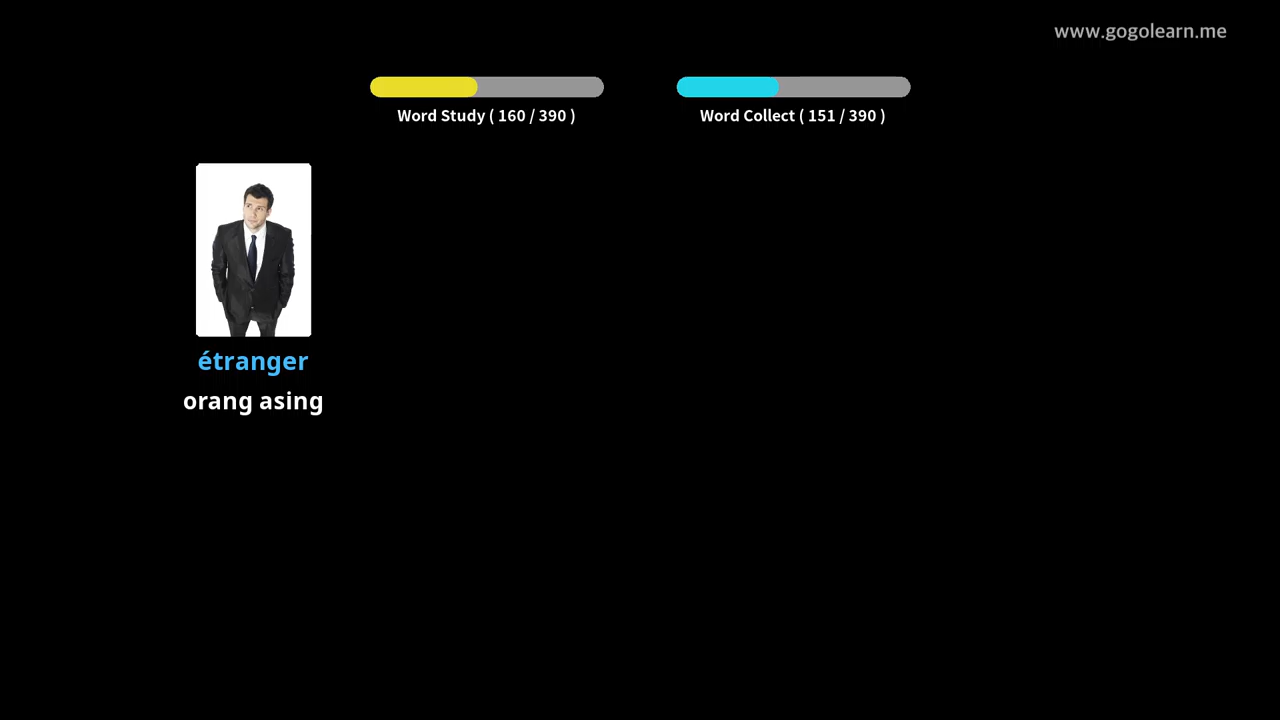 www.gogolearn.me
Word Study ( 160 / 390 )
Word Collect ( 151 / 390 )
étranger
orang asing